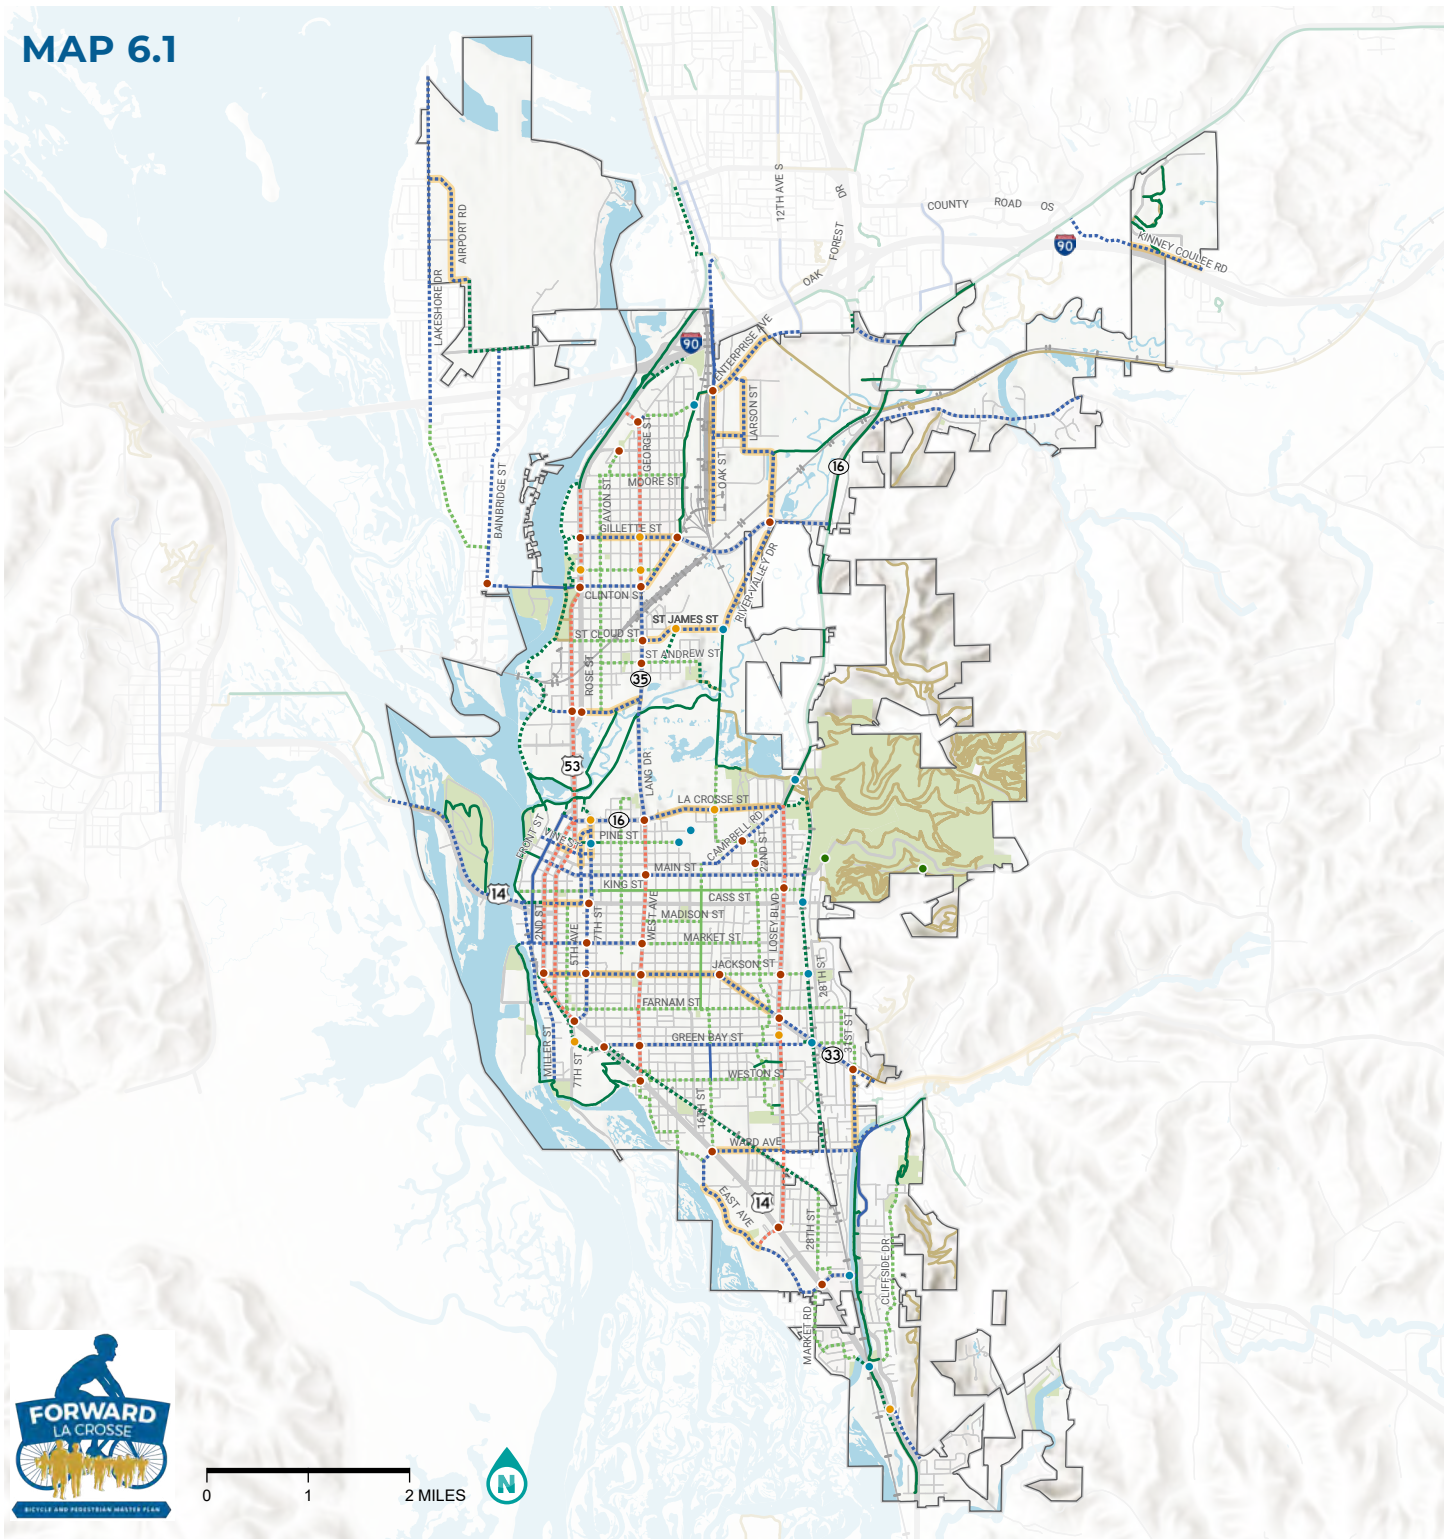 MAP 6.1
12TH AVE S
DR
FOREST
OAK
COUNTY ROAD OS
90
KINNEY COULEE RD
AIRPORT RD
LAKESHORE DR
90
ENTERPRISE AVE
LARSON ST
GEORGE ST
OAK ST
16
MOORE ST
AVON ST
BAINBRIDGE ST
GILLETTE ST
RIVER VALLEY DR
CLINTON ST
ST JAMES ST
ST CLOUD ST
ST ANDREW ST
ROSE ST
35
53
LANG DR
LA CROSSE ST
16
FRONT ST
VINE ST
PINE ST
CAMPBELL RD
22ND ST
MAIN ST
14
KING ST
CASS ST
2ND ST
7TH ST
WEST AVE
MADISON ST
LOSEY BLVD
5TH AVE
MARKET ST
JACKSON ST
28TH ST
FARNAM ST
31ST ST
GREEN BAY ST
33
MILLER ST
7TH ST
WESTON ST
16TH ST
WARD AVE
EAST AVE
14
28TH ST
CLIFFSIDE DR
MARKET RD
FORWARD
LA CROSSE
BICYCLE AND PEDESTRIAN MASTER PLAN
0 1 2 MILES
N